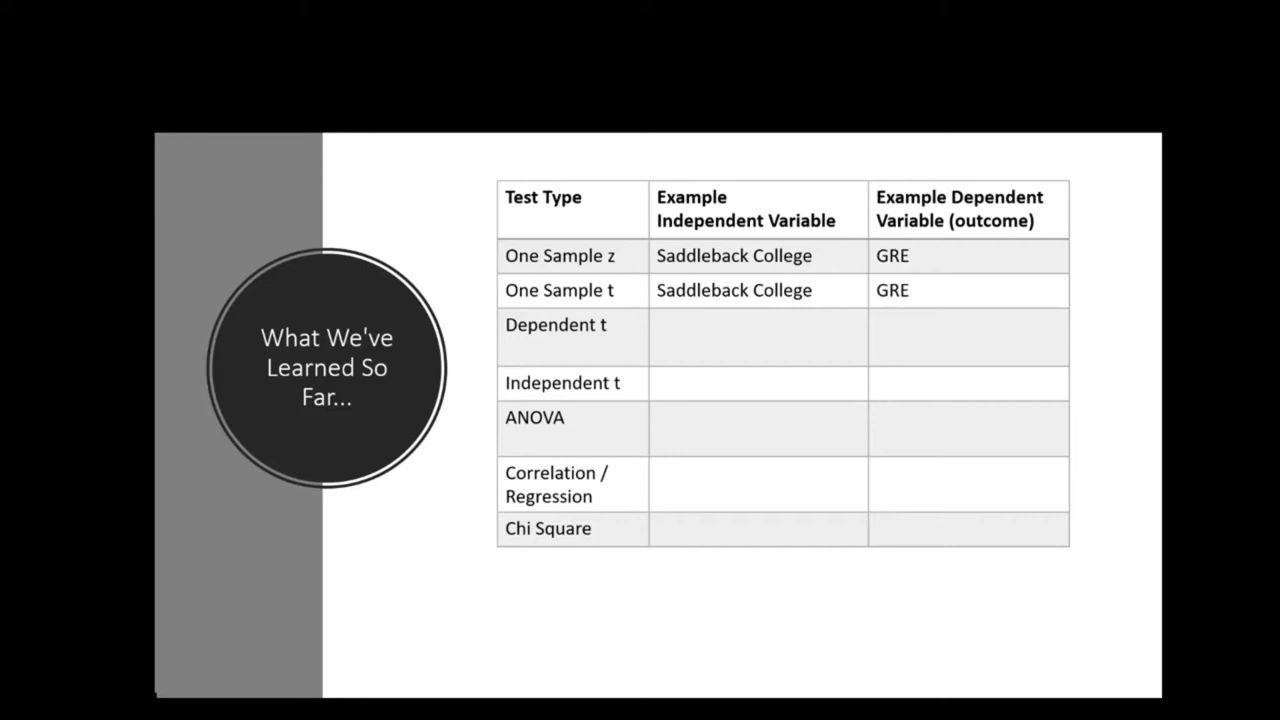 What We've
Learned So
Far...
Test Type
Example
Independent Variable
Example Dependent
Variable (outcome)
One Sample z
Saddleback College
GRE
One Sample t
Saddleback College
GRE
Dependent t
Independent t
ANOVA
Correlation /
Regression
Chi Square